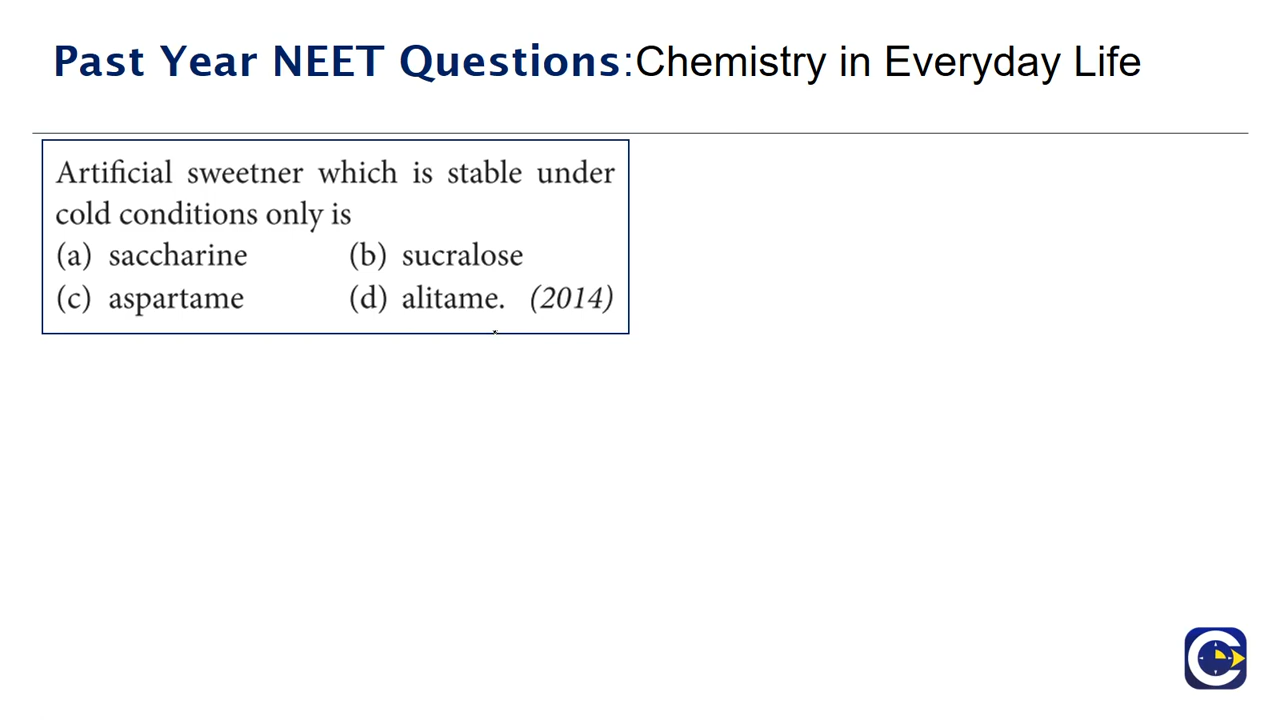 Past Year NEET Questions:Chemistry in Everyday Life
Artificial sweetner which is stable under
cold conditions only is
(a) saccharine (b) sucralose
(c) aspartame (d) alitame. (2014)